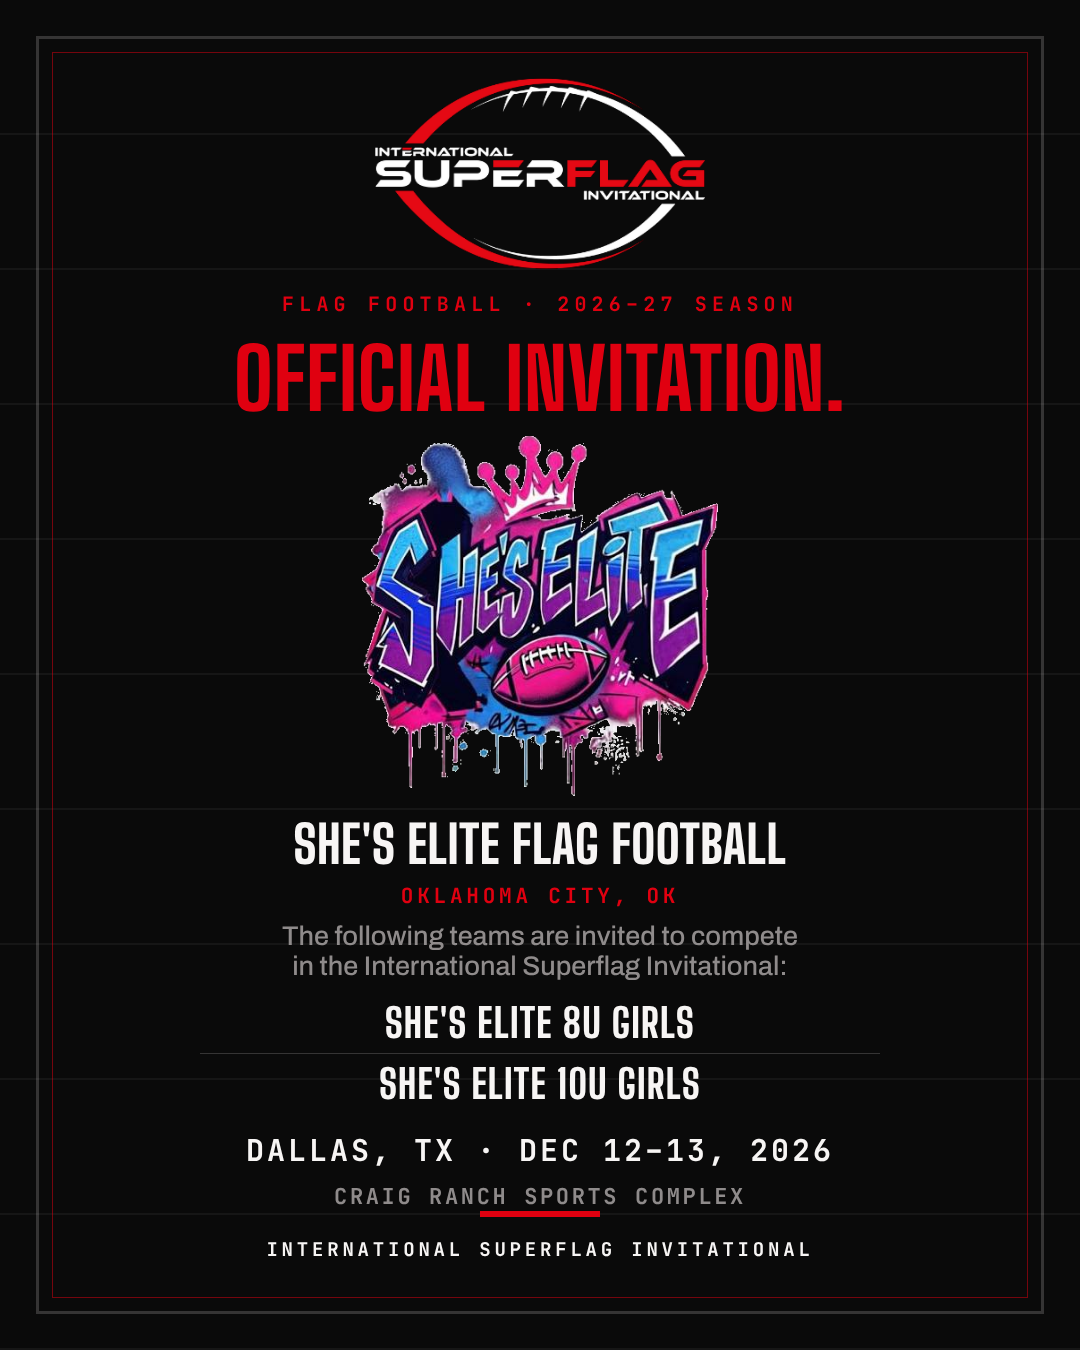 INTERNATIONAL
SUPERFLAG
INVITATIONAL
FLAG FOOTBALL · 2026–27 SEASON
OFFICIAL INVITATION.
SHE'S ELITE
SHE'S ELITE FLAG FOOTBALL
OKLAHOMA CITY, OK
The following teams are invited to compete
in the International Superflag Invitational:
SHE'S ELITE 8U GIRLS
SHE'S ELITE 10U GIRLS
DALLAS, TX · DEC 12–13, 2026
CRAIG RANCH SPORTS COMPLEX
INTERNATIONAL SUPERFLAG INVITATIONAL